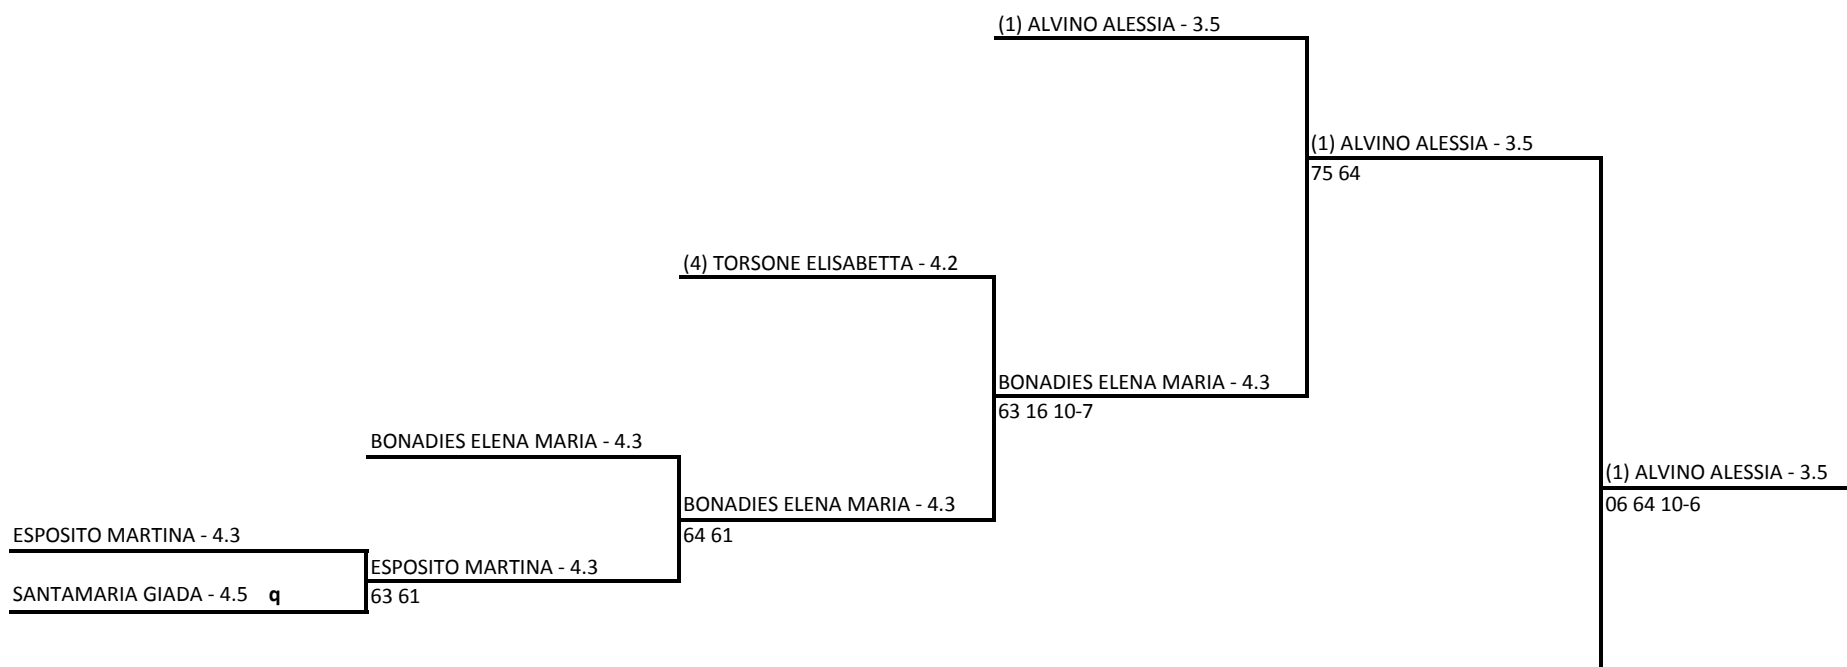 (1) ALVINO ALESSIA - 3.5
(1) ALVINO ALESSIA - 3.5
75 64
(4) TORSONE ELISABETTA - 4.2
BONADIES ELENA MARIA - 4.3
63 16 10-7
BONADIES ELENA MARIA - 4.3
(1) ALVINO ALESSIA - 3.5
06 64 10-6
BONADIES ELENA MARIA - 4.3
64 61
ESPOSITO MARTINA - 4.3
ESPOSITO MARTINA - 4.3
63 61
SANTAMARIA GIADA - 4.5 q